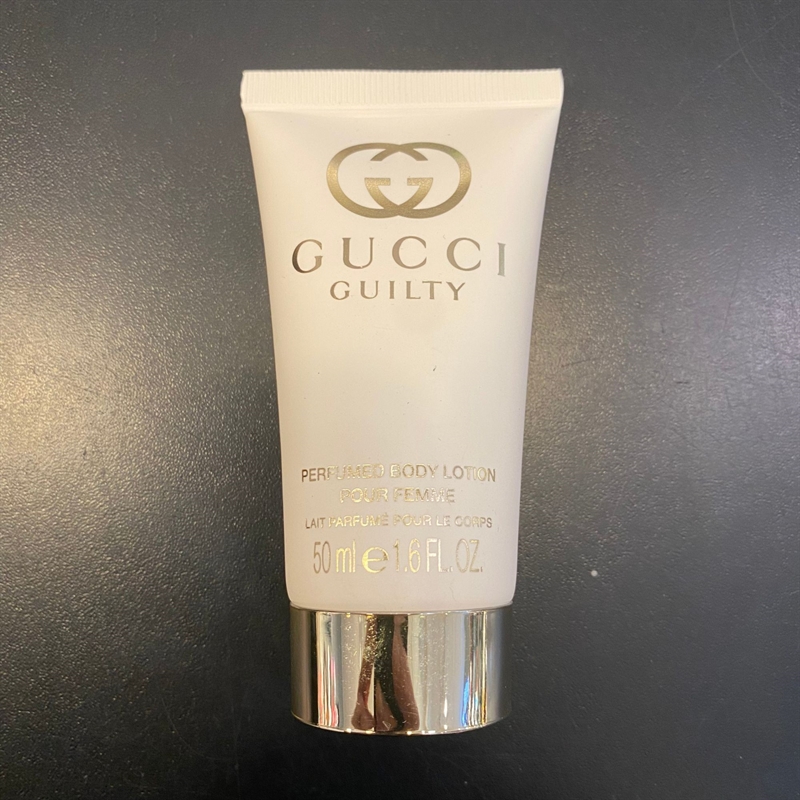 GUCCI
GUILTY
PERFUMED BODY LOTION
POUR FEMME
LAIT PARFUMÉ POUR LE CORPS
50 ml e 1.6 FL. OZ.